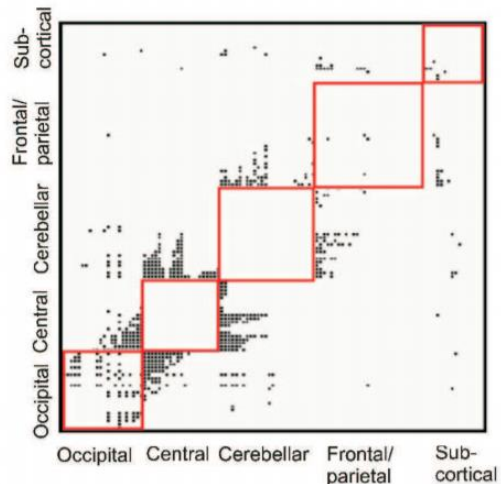 Sub-
cortical
Frontal/
parietal
Cerebellar
Central
Occipital
Occipital Central Cerebellar Frontal/ Sub-
parietal cortical